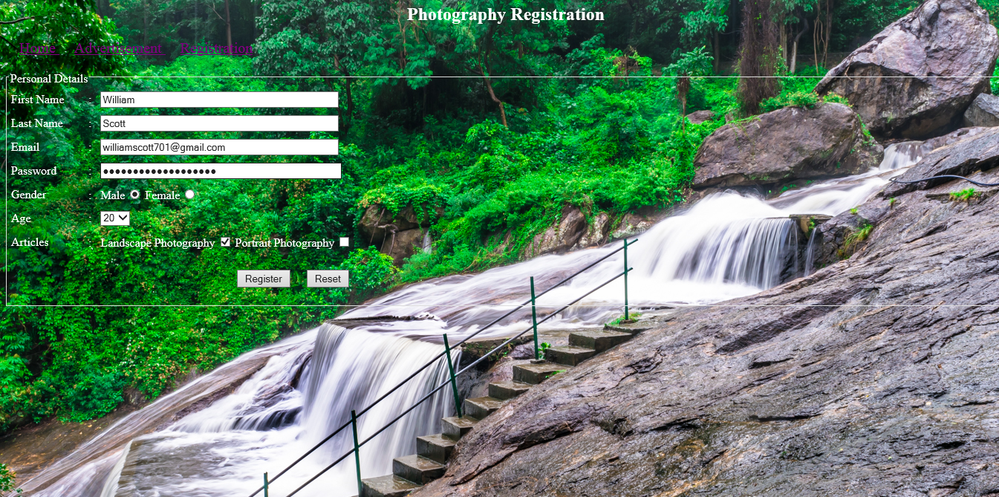 Photography Registration
Home Advertisement Registration
Personal Details
First Name : William
Last Name : Scott
Email : williamscott701@gmail.com
Password : ●●●●●●●●●●●●●●●●●●●
Gender : Male Female
Age : 20
Articles : Landscape Photography Portrait Photography
Register Reset